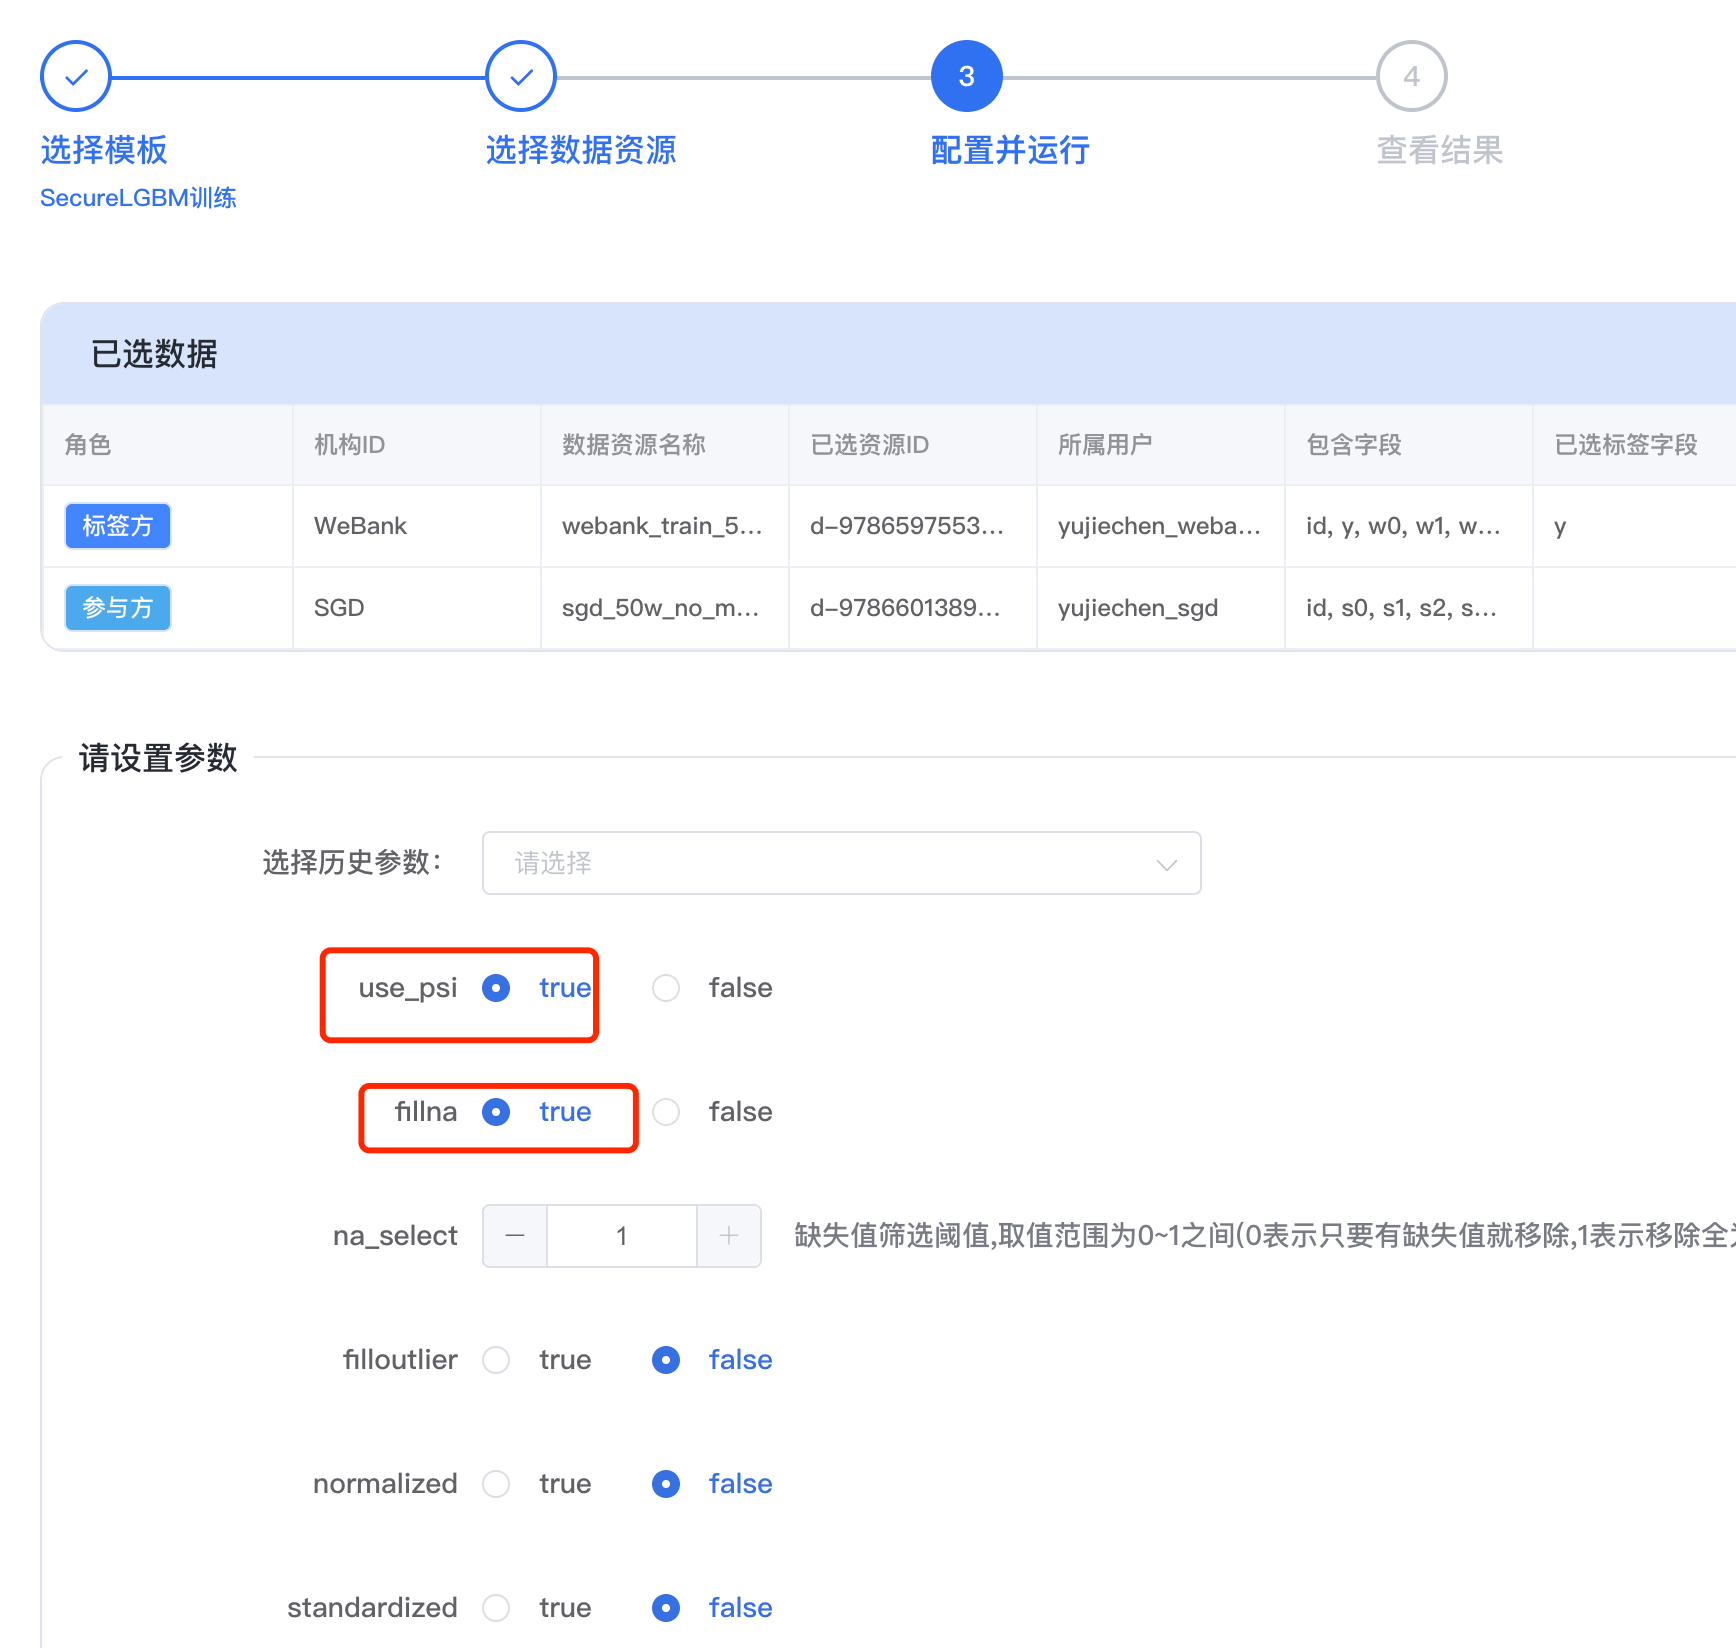 3
4
选择模板
选择数据资源
配置并运行
查看结果
SecureLGBM训练
已选数据
角色 机构ID 数据资源名称 已选资源ID 所属用户 包含字段 已选标签字段
标签方 WeBank webank_train_5... d-9786597553... yujiechen_weba... id, y, w0, w1, w... y
参与方 SGD sgd_50w_no_m... d-9786601389... yujiechen_sgd id, s0, s1, s2, s...
请设置参数
选择历史参数: 请选择
use_psi true false
fillna true false
na_select 1 缺失值筛选阈值,取值范围为0~1之间(0表示只要有缺失值就移除,1表示移除全
filloutlier true false
normalized true false
standardized true false